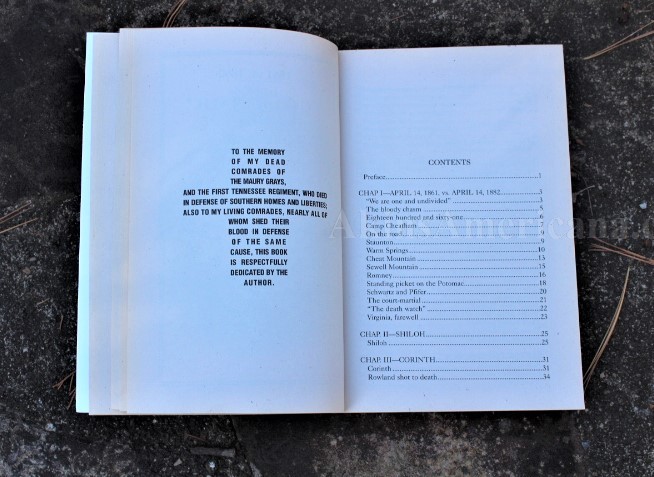 TO THE MEMORY
OF MY DEAD
COMRADES OF
THE MAURY GRAYS,
AND THE FIRST TENNESSEE REGIMENT, WHO DIED
IN DEFENSE OF SOUTHERN HOMES AND LIBERTIES;
ALSO TO MY LIVING COMRADES, NEARLY ALL OF
WHOM SHED THEIR
BLOOD IN DEFENSE
OF THE SAME
CAUSE, THIS BOOK
IS RESPECTFULLY
DEDICATED BY THE
AUTHOR.
CONTENTS
Preface 1
CHAP. I—APRIL 14, 1861, vs. APRIL 14, 1882 3
"We are one and undivided" 3
The bloody chasm
Eighteen hundred and sixty-one
Camp Cheatham
On the road
Staunton 9
Warm Springs 10
Cheat Mountain 13
Sewell Mountain 15
Romney 16
Standing picket on the Potomac 18
Schwartz and Pfifer 20
The court-martial 21
"The death watch" 22
Virginia, farewell 23
CHAP. II—SHILOH 25
Shiloh 25
CHAP. III—CORINTH 31
Corinth 31
Rowland shot to death 34
Americana